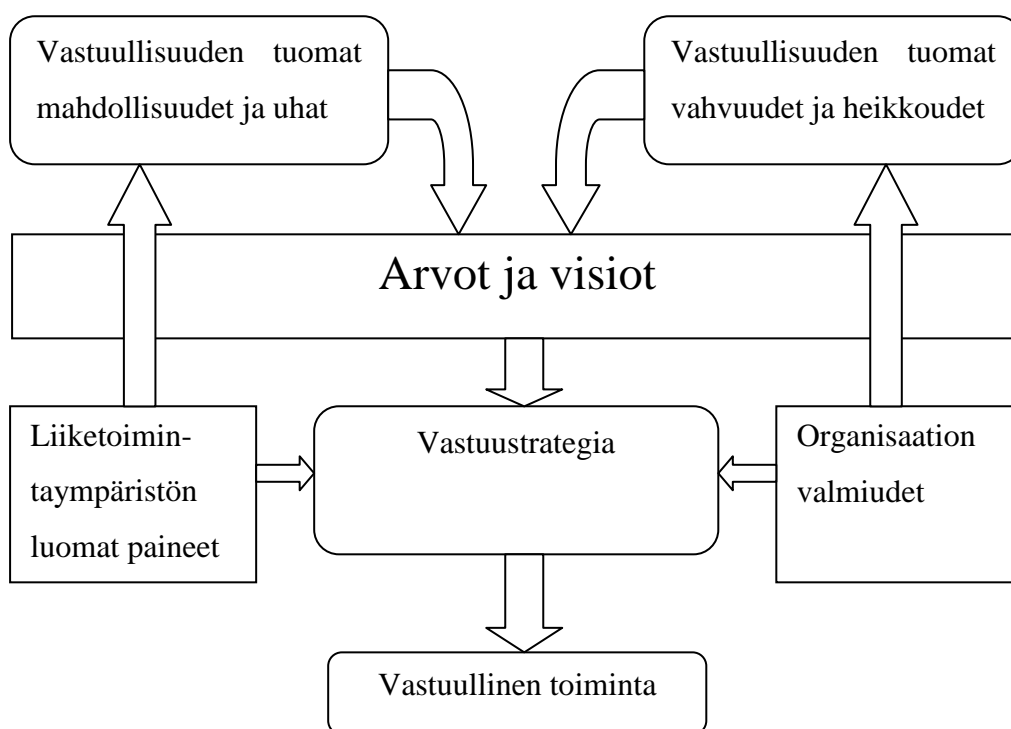 Vastuullisuuden tuomat
mahdollisuudet ja uhat
Vastuullisuuden tuomat
vahvuudet ja heikkoudet
Arvot ja visiot
Liiketoimin-
taympäristön
luomat paineet
Vastuustrategia
Organisaation
valmiudet
Vastuullinen toiminta